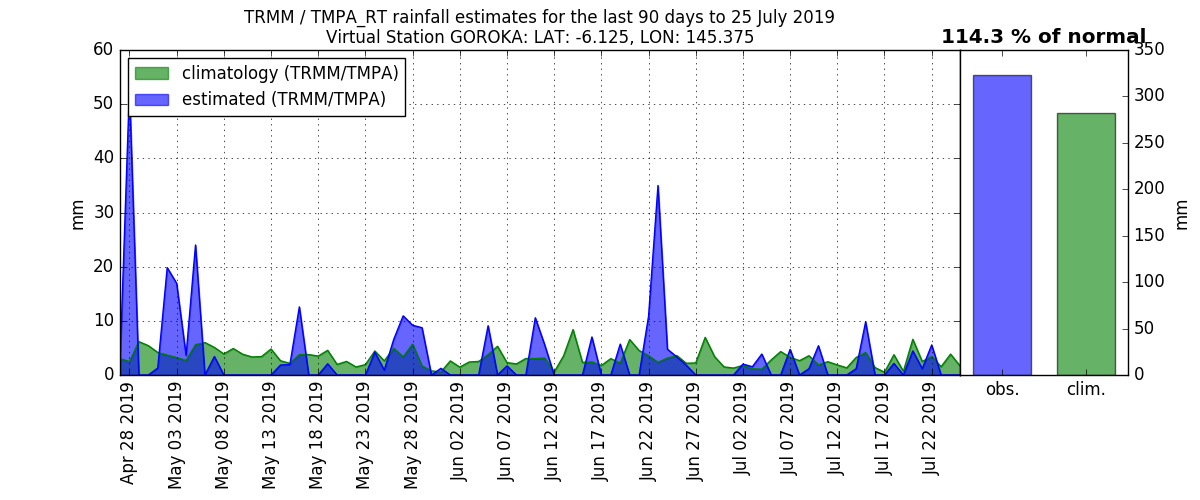 TRMM / TMPA_RT rainfall estimates for the last 90 days to 25 July 2019
Virtual Station GOROKA: LAT: -6.125, LON: 145.375
114.3 % of normal
climatology (TRMM/TMPA)
estimated (TRMM/TMPA)
60
50
40
30
20
10
0
mm
350
300
250
200
150
100
50
0
mm
Apr 28 2019
May 03 2019
May 08 2019
May 13 2019
May 18 2019
May 23 2019
May 28 2019
Jun 02 2019
Jun 07 2019
Jun 12 2019
Jun 17 2019
Jun 22 2019
Jun 27 2019
Jul 02 2019
Jul 07 2019
Jul 12 2019
Jul 17 2019
Jul 22 2019
obs.
clim.